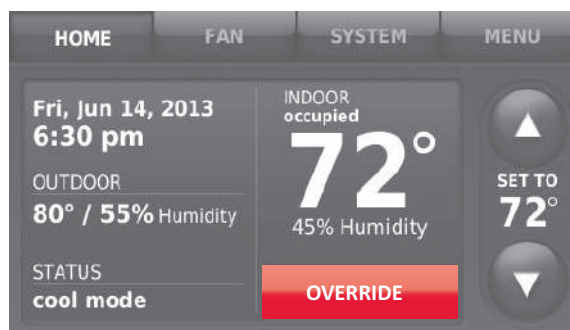 HOME FAN SYSTEM MENU
Fri, Jun 14, 2013
6:30 pm
OUTDOOR
80° / 55% Humidity
STATUS
cool mode
INDOOR
occupied
72°
45% Humidity
OVERRIDE
SET TO
72°